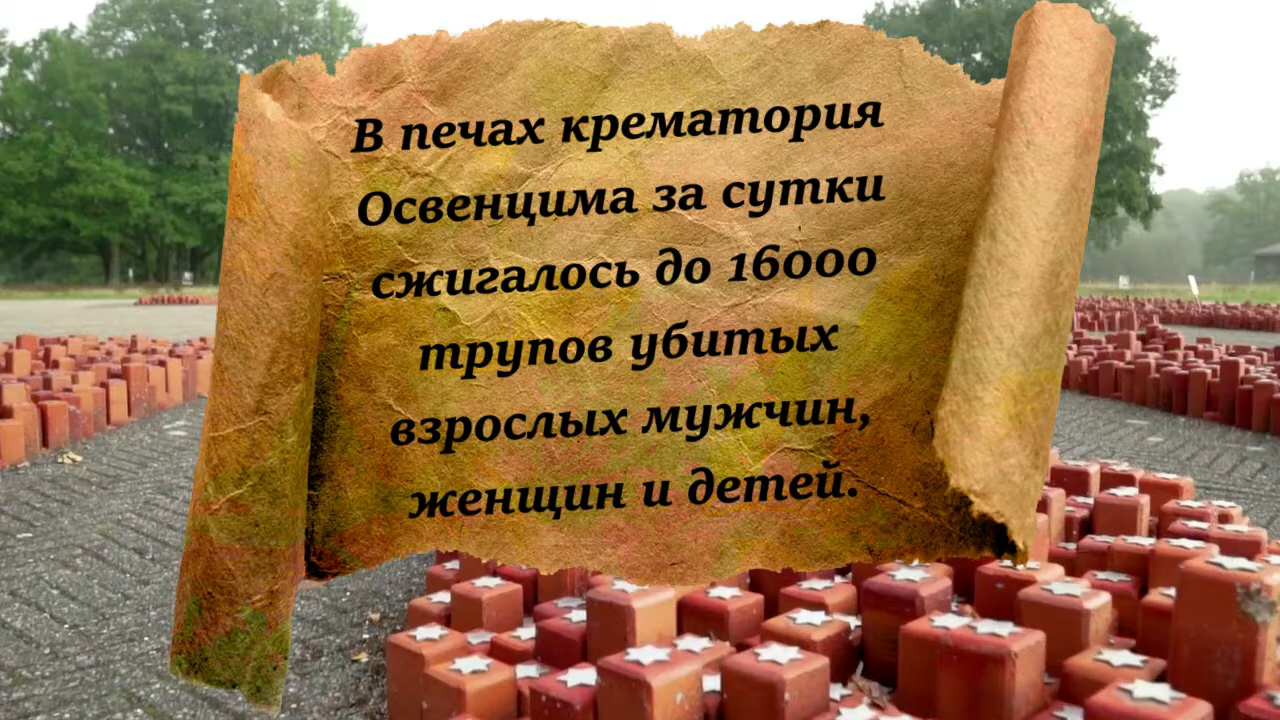 В печах крематория
Освенцима за сутки
сжигалось до 16000
трупов убитых
взрослых мужчин,
женщин и детей.